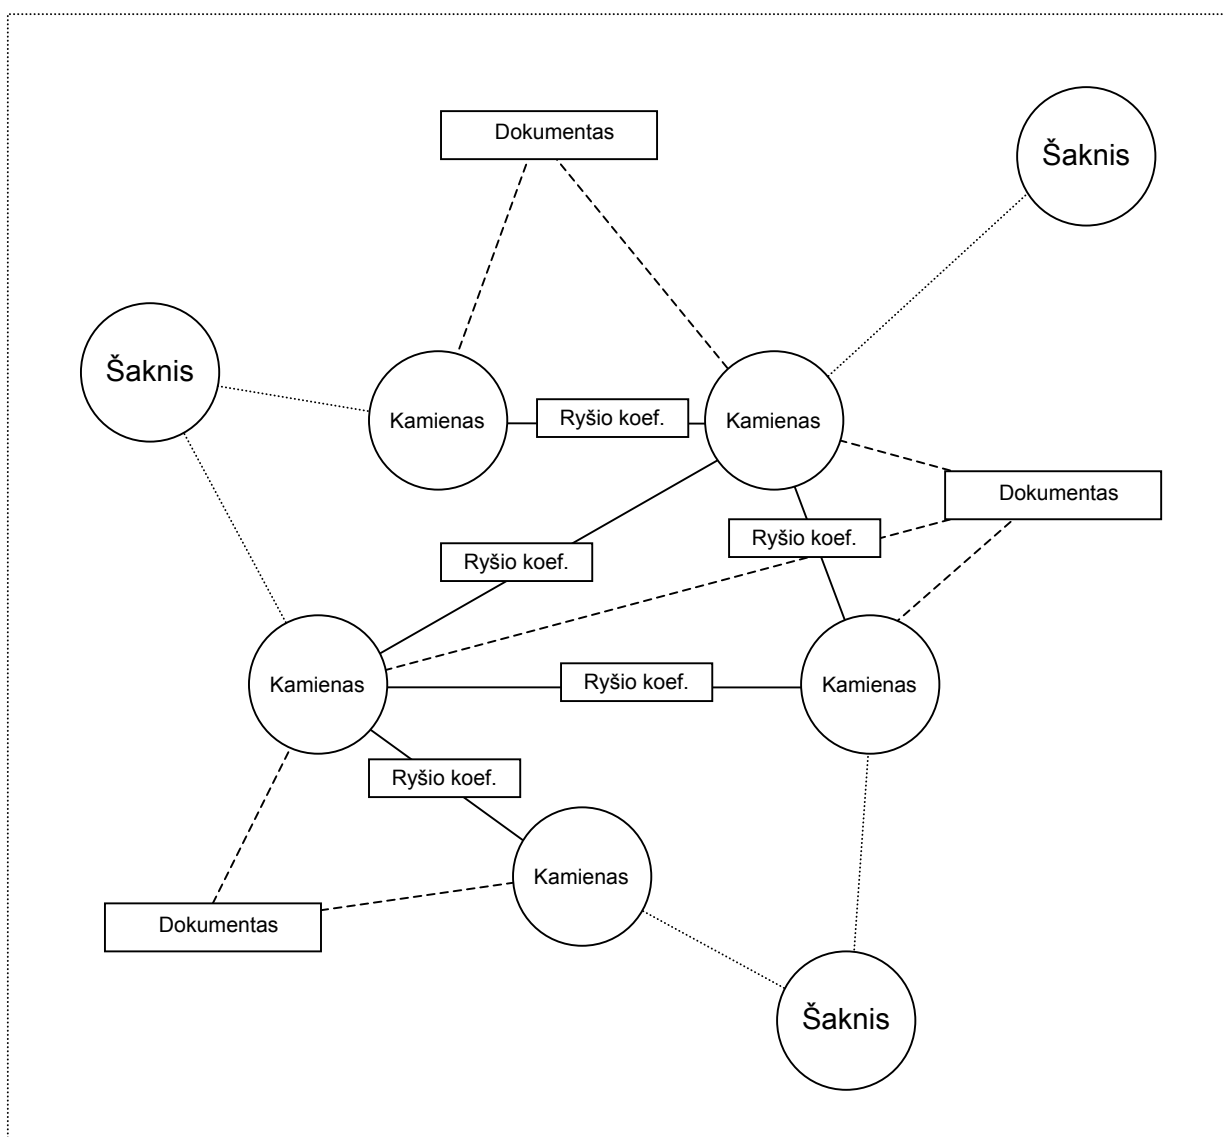 Dokumentas
Šaknis
Šaknis
Kamienas
Ryšio koef.
Kamienas
Dokumentas
Ryšio koef.
Ryšio koef.
Kamienas
Ryšio koef.
Kamienas
Ryšio koef.
Kamienas
Dokumentas
Šaknis